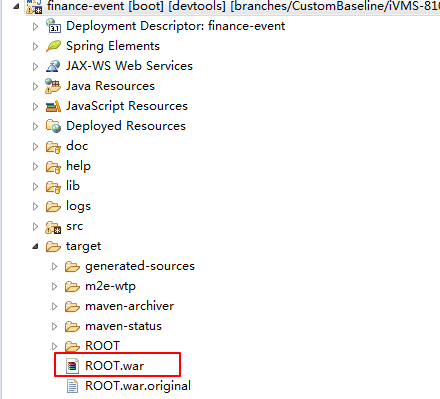 finance-event [boot] [devtools] [branches/CustomBaseline/iVMS-810
Deployment Descriptor: finance-event
Spring Elements
JAX-WS Web Services
Java Resources
JavaScript Resources
Deployed Resources
doc
help
lib
logs
src
target
generated-sources
m2e-wtp
maven-archiver
maven-status
ROOT
ROOT.war
ROOT.war.original